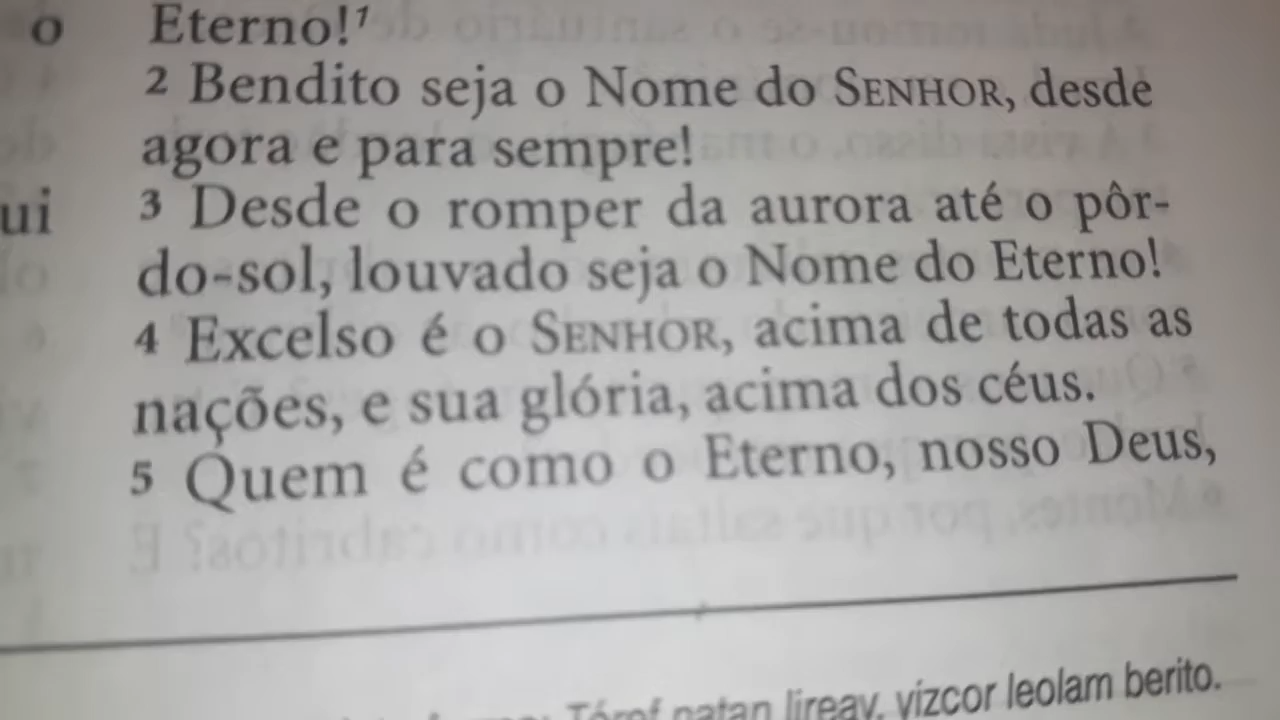 o Eterno!¹
2 Bendito seja o Nome do SENHOR, desde
agora e para sempre!
ui 3 Desde o romper da aurora até o pôr-
do-sol, louvado seja o Nome do Eterno!
4 Excelso é o SENHOR, acima de todas as
nações, e sua glória, acima dos céus.
5 Quem é como o Eterno, nosso Deus,
natan lireav, vizcor leolam berito.